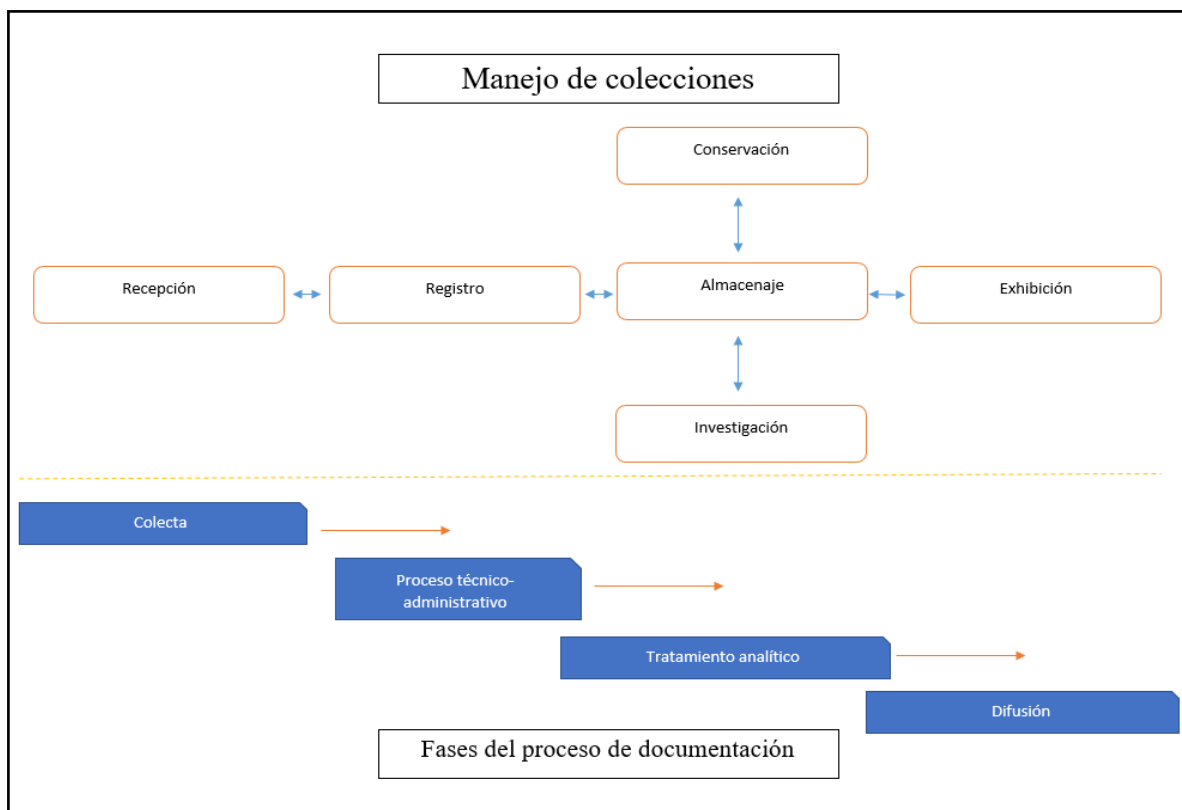 Manejo de colecciones
Conservación
Recepción
Registro
Almacenaje
Exhibición
Investigación
Colecta
Proceso técnico-
administrativo
Tratamiento analítico
Difusión
Fases del proceso de documentación